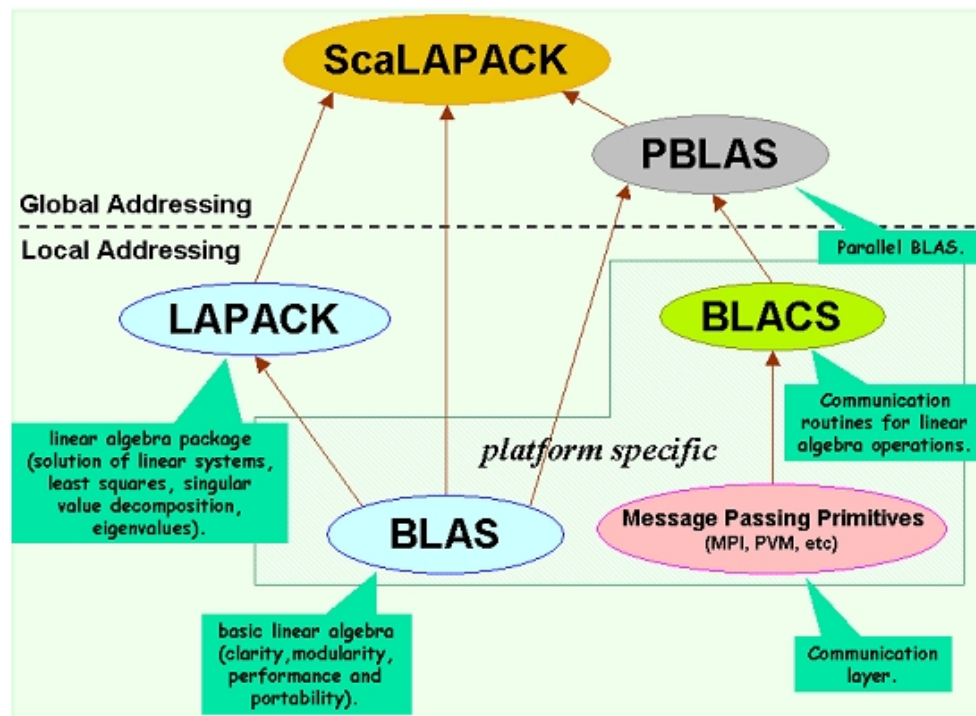 ScaLAPACK
PBLAS
Global Addressing
Local Addressing
Parallel BLAS.
LAPACK
BLACS
linear algebra package
(solution of linear systems,
least squares, singular
value decomposition,
eigenvalues).
Communication
routines for linear
algebra operations.
platform specific
BLAS
Message Passing Primitives
(MPI, PVM, etc)
basic linear algebra
(clarity,modularity,
performance and
portability).
Communication
layer.